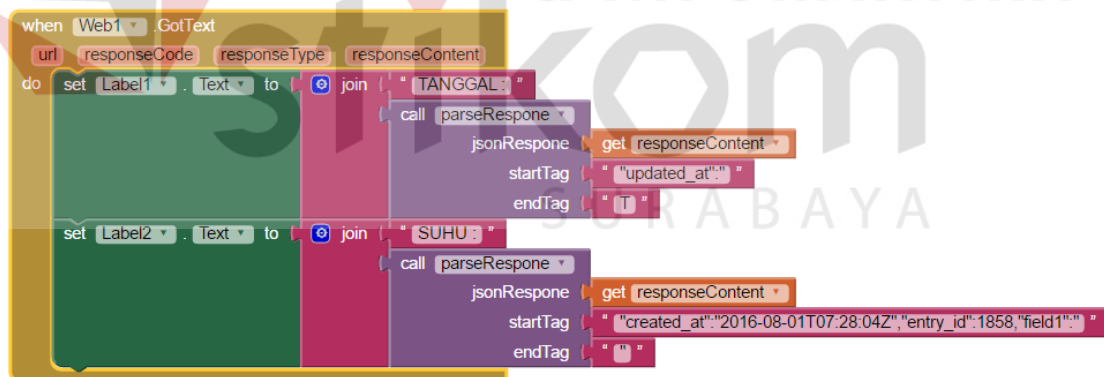 when Web1 .GotText
url responseCode responseType responseContent
do set Label1 . Text to join " TANGGAL : "
call parseRespone
jsonRespone get responseContent
startTag " "updated_at":" "
endTag " T "
set Label2 . Text to join " SUHU : "
call parseRespone
jsonRespone get responseContent
startTag " "created_at":"2016-08-01T07:28:04Z","entry_id":1858,"field1":" "
endTag " " "
stikom
SURABAYA